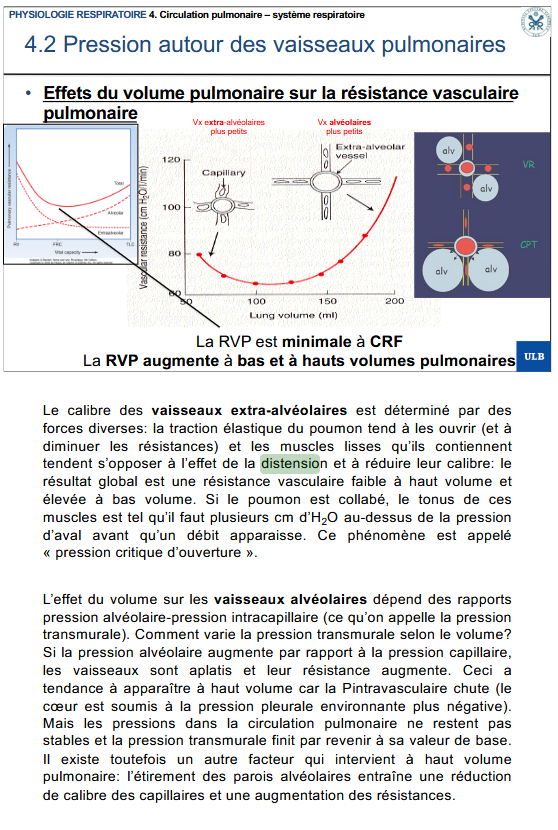 PHYSIOLOGIE RESPIRATOIRE 4. Circulation pulmonaire – système respiratoire
4.2 Pression autour des vaisseaux pulmonaires
• Effets du volume pulmonaire sur la résistance vasculaire
pulmonaire
Vx extra-alvéolaires
plus petits
Vx alvéolaires
plus petits
Pulmonary vascular resistance
Total
Alveolar
Extraalveolar
RV
FRC
TLC
Vital capacity
Vascular resistance (cm H2O/l/min)
120
100
80
60
50
100
150
200
Lung volume (ml)
Capillary
Extra-alveolar
vessel
alv
alv
VR
alv
alv
CPT
La RVP est minimale à CRF
La RVP augmente à bas et à hauts volumes pulmonaires
ULB
Le calibre des vaisseaux extra-alvéolaires est déterminé par des
forces diverses: la traction élastique du poumon tend à les ouvrir (et à
diminuer les résistances) et les muscles lisses qu'ils contiennent
tendent s'opposer à l'effet de la distension et à réduire leur calibre: le
résultat global est une résistance vasculaire faible à haut volume et
élevée à bas volume. Si le poumon est collabé, le tonus de ces
muscles est tel qu'il faut plusieurs cm d'H2O au-dessus de la pression
d'aval avant qu'un débit apparaisse. Ce phénomène est appelé
« pression critique d'ouverture ».
L'effet du volume sur les vaisseaux alvéolaires dépend des rapports
pression alvéolaire-pression intracapillaire (ce qu'on appelle la pression
transmurale). Comment varie la pression transmurale selon le volume?
Si la pression alvéolaire augmente par rapport à la pression capillaire,
les vaisseaux sont aplatis et leur résistance augmente. Ceci a
tendance à apparaître à haut volume car la Pintravasculaire chute (le
cœur est soumis à la pression pleurale environnante plus négative).
Mais les pressions dans la circulation pulmonaire ne restent pas
stables et la pression transmurale finit par revenir à sa valeur de base.
Il existe toutefois un autre facteur qui intervient à haut volume
pulmonaire: l'étirement des parois alvéolaires entraîne une réduction
de calibre des capillaires et une augmentation des résistances.